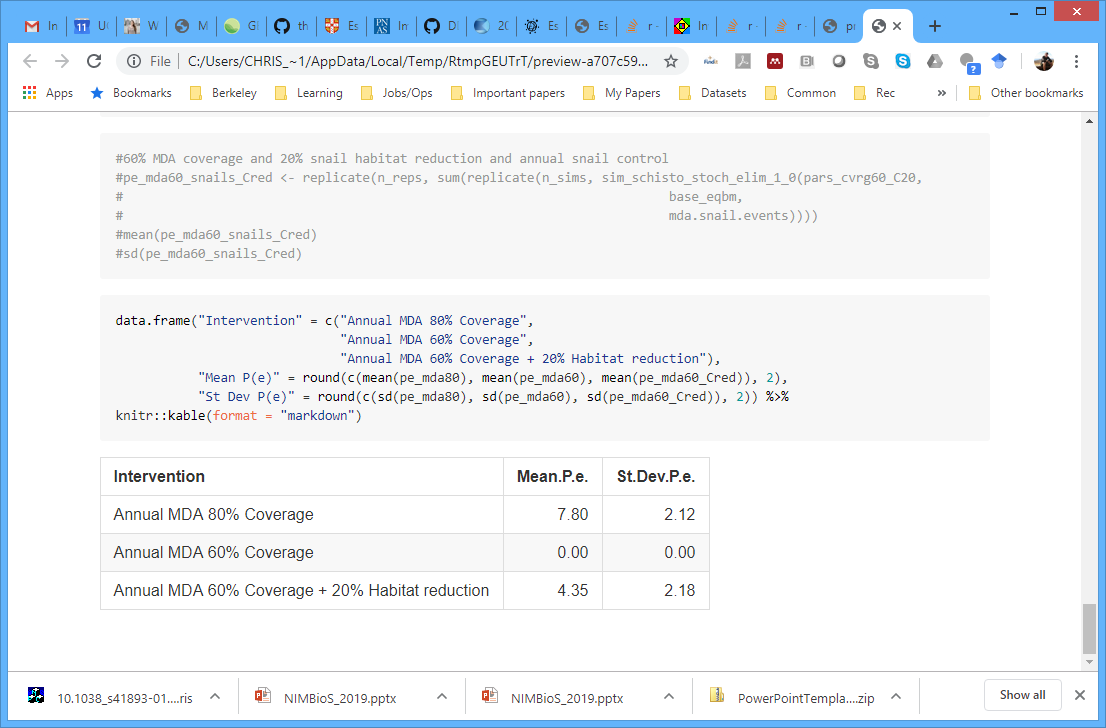 In
11
U
W
M
G
th
Es
PN
AS
In
D
20
Es
Es
r -
In
r -
r -
pr
File
C:/Users/CHRIS_~1/AppData/Local/Temp/RtmpGEUTrT/preview-a707c59...
?
Apps
Bookmarks
Berkeley
Learning
Jobs/Ops
Important papers
My Papers
Datasets
Common
Rec
»
Other bookmarks
#60% MDA coverage and 20% snail habitat reduction and annual snail control
#pe_mda60_snails_Cred <- replicate(n_reps, sum(replicate(n_sims, sim_schisto_stoch_elim_1_0(pars_cvrg60_C20,
# base_eqbm,
# mda.snail.events))))
#mean(pe_mda60_snails_Cred)
#sd(pe_mda60_snails_Cred)
data.frame("Intervention" = c("Annual MDA 80% Coverage",
"Annual MDA 60% Coverage",
"Annual MDA 60% Coverage + 20% Habitat reduction"),
"Mean P(e)" = round(c(mean(pe_mda80), mean(pe_mda60), mean(pe_mda60_Cred)), 2),
"St Dev P(e)" = round(c(sd(pe_mda80), sd(pe_mda60), sd(pe_mda60_Cred)), 2)) %>%
knitr::kable(format = "markdown")
Intervention Mean.P.e. St.Dev.P.e.
Annual MDA 80% Coverage 7.80 2.12
Annual MDA 60% Coverage 0.00 0.00
Annual MDA 60% Coverage + 20% Habitat reduction 4.35 2.18
10.1038_s41893-01....ris
NIMBioS_2019.pptx
NIMBioS_2019.pptx
PowerPointTempla....zip
Show all